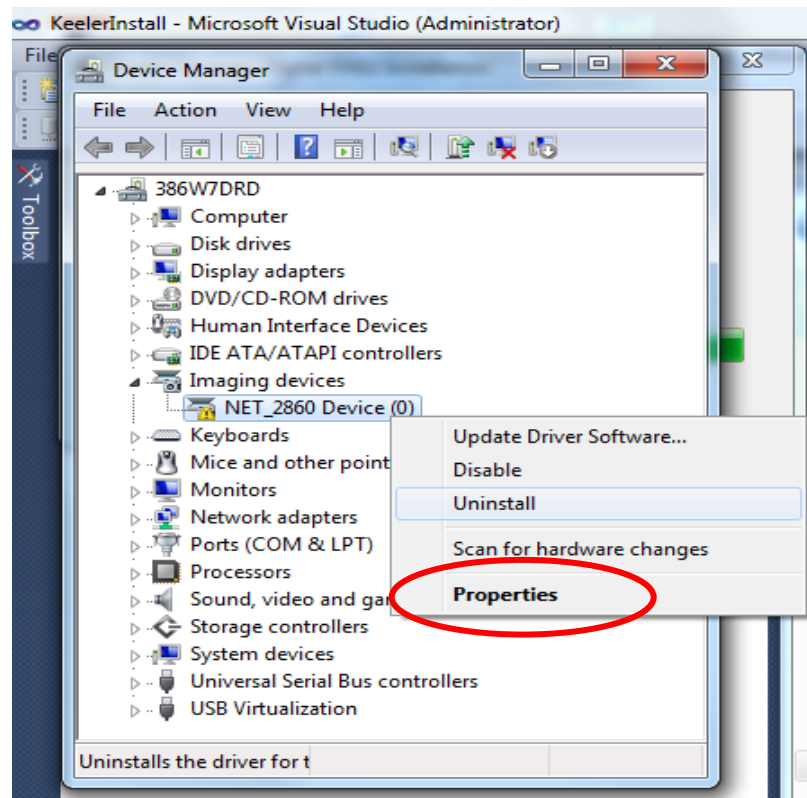 KeelerInstall - Microsoft Visual Studio (Administrator)
File
Device Manager
File Action View Help
Toolbox
386W7DRD
Computer
Disk drives
Display adapters
DVD/CD-ROM drives
Human Interface Devices
IDE ATA/ATAPI controllers
Imaging devices
NET_2860 Device (0)
Keyboards
Mice and other point
Monitors
Network adapters
Ports (COM & LPT)
Processors
Sound, video and gar
Storage controllers
System devices
Universal Serial Bus controllers
USB Virtualization
Update Driver Software...
Disable
Uninstall
Scan for hardware changes
Properties
Uninstalls the driver for t